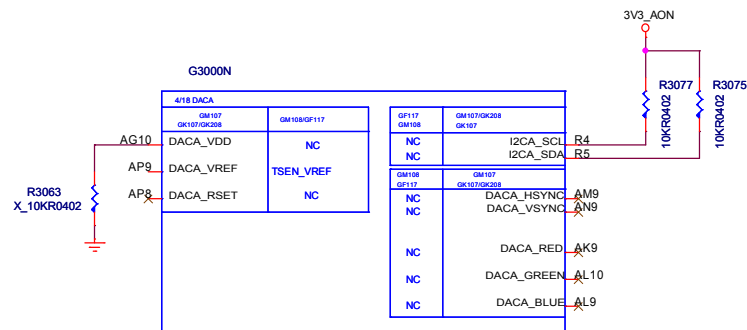 3V3_AON
G3000N
R3077
10KR0402
R3075
10KR0402
4/18 DACA
GM107
GK107/GK208
GM108/GF117
GF117
GM108
GM107/GK208
GK107
AG10
DACA_VDD
NC
NC
I2CA_SCL
R4
NC
I2CA_SDA
R5
AP9
DACA_VREF
TSEN_VREF
GM108
GF117
GM107
GK107/GK208
R3063
X_10KR0402
AP8
DACA_RSET
NC
NC
DACA_HSYNC
AM9
NC
DACA_VSYNC
AN9
NC
DACA_RED
AK9
NC
DACA_GREEN
AL10
NC
DACA_BLUE
AL9